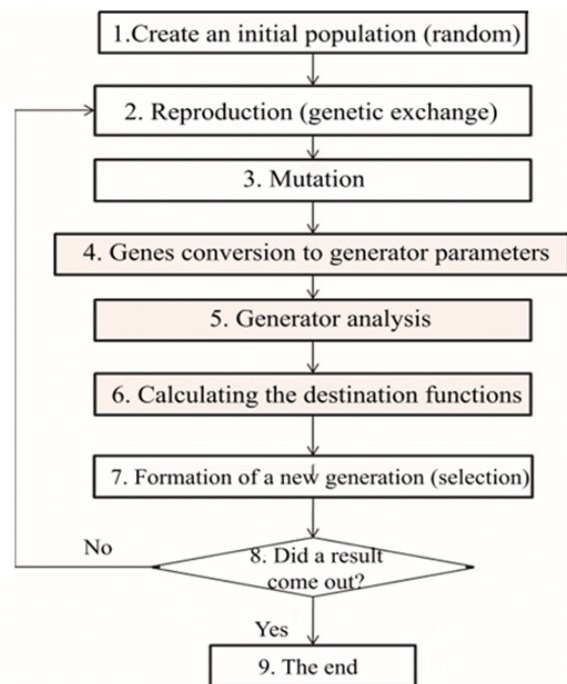 1.Create an initial population (random)
2. Reproduction (genetic exchange)
3. Mutation
4. Genes conversion to generator parameters
5. Generator analysis
6. Calculating the destination functions
7. Formation of a new generation (selection)
No
8. Did a result
come out?
Yes
9. The end